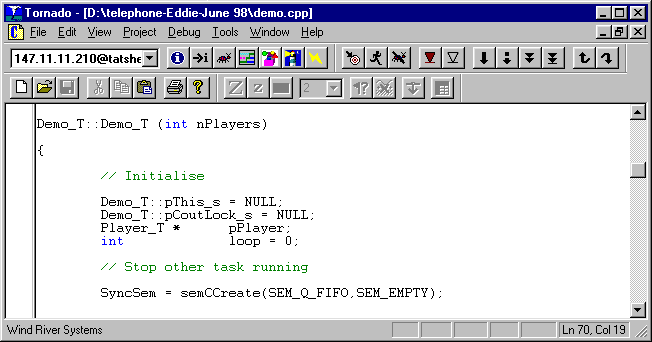 Tornado - [D:\telephone-Eddie-June 98\demo.cpp]
File Edit View Project Debug Tools Window Help
147.11.11.210@tatshe
Z z 2
Demo_T::Demo_T (int nPlayers)
{
// Initialise
Demo_T::pThis_s = NULL;
Demo_T::pCoutLock_s = NULL;
Player_T * pPlayer;
int loop = 0;
// Stop other task running
SyncSem = semCCreate(SEM_Q_FIFO,SEM_EMPTY);
Wind River Systems Ln 70, Col 19